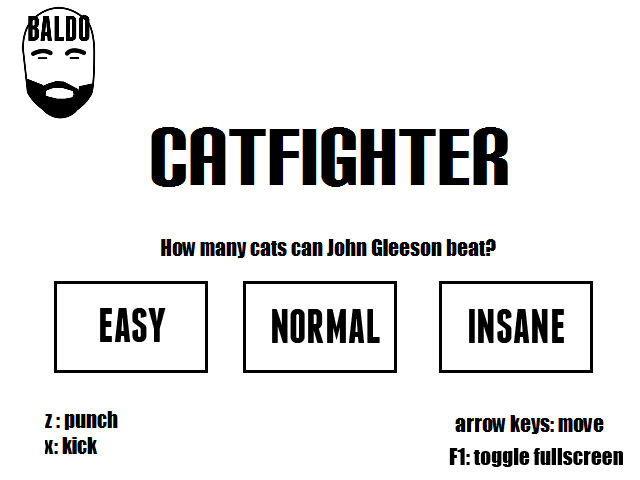 BALDO
CATFIGHTER
How many cats can John Gleeson beat?
EASY
NORMAL
INSANE
z : punch
x: kick
arrow keys: move
F1: toggle fullscreen